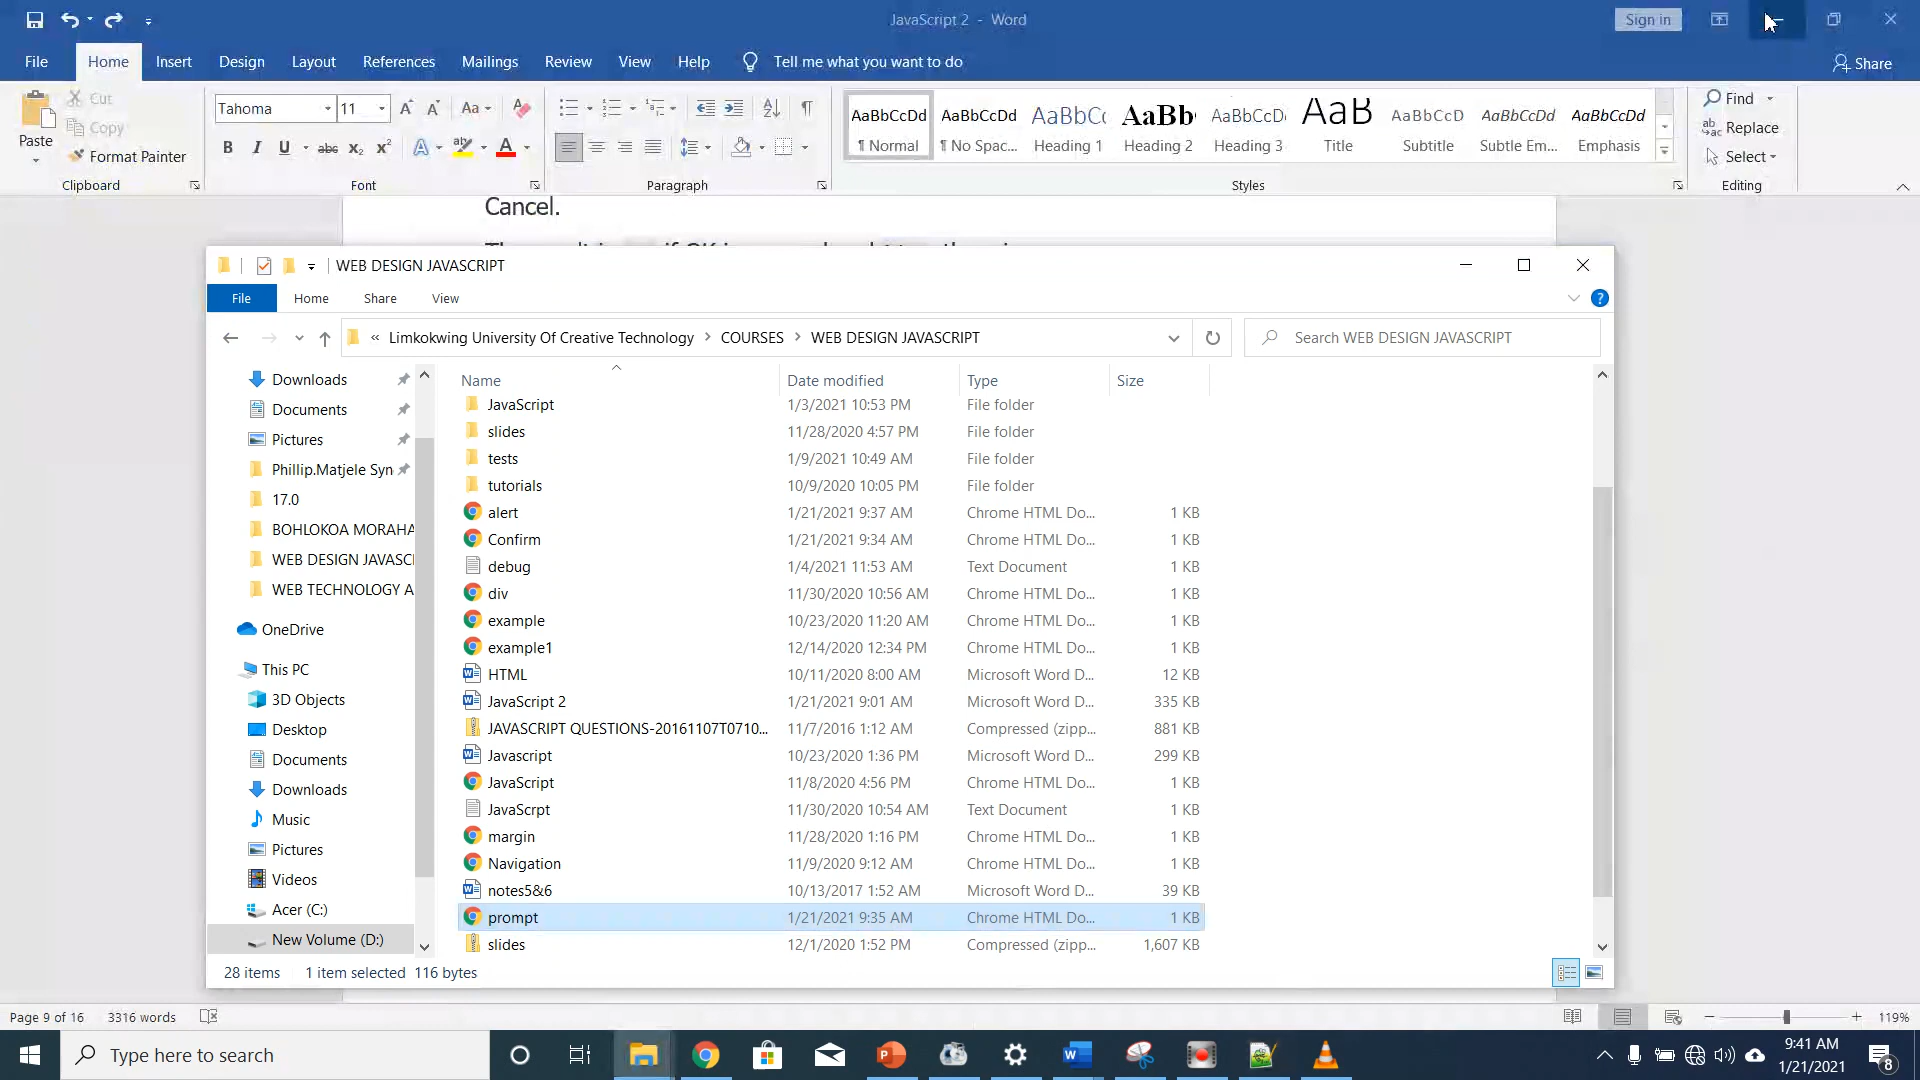 JavaScript 2 - Word
Sign in
File Home Insert Design Layout References Mailings Review View Help Tell me what you want to do
Share
Paste
Cut
Copy
Format Painter
Clipboard
Tahoma 11
Font
Paragraph
AaBbCcDd AaBbCcDd AaBbCc AaBb AaBbCcD AaB AaBbCcD AaBbCcDd AaBbCcDd
¶ Normal ¶ No Spac... Heading 1 Heading 2 Heading 3 Title Subtitle Subtle Em... Emphasis
Styles
Find
Replace
Select
Editing
Cancel.
WEB DESIGN JAVASCRIPT
File Home Share View
« Limkokwing University Of Creative Technology > COURSES > WEB DESIGN JAVASCRIPT
Search WEB DESIGN JAVASCRIPT
Downloads
Documents
Pictures
Phillip.Matjele Syn
17.0
BOHLOKOA MORAHA
WEB DESIGN JAVASCI
WEB TECHNOLOGY A
OneDrive
This PC
3D Objects
Desktop
Documents
Downloads
Music
Pictures
Videos
Acer (C:)
New Volume (D:)
Name Date modified Type Size
JavaScript 1/3/2021 10:53 PM File folder
slides 11/28/2020 4:57 PM File folder
tests 1/9/2021 10:49 AM File folder
tutorials 10/9/2020 10:05 PM File folder
alert 1/21/2021 9:37 AM Chrome HTML Do... 1 KB
Confirm 1/21/2021 9:34 AM Chrome HTML Do... 1 KB
debug 1/4/2021 11:53 AM Text Document 1 KB
div 11/30/2020 10:56 AM Chrome HTML Do... 1 KB
example 10/23/2020 11:20 AM Chrome HTML Do... 1 KB
example1 12/14/2020 12:34 PM Chrome HTML Do... 1 KB
HTML 10/11/2020 8:00 AM Microsoft Word D... 12 KB
JavaScript 2 1/21/2021 9:01 AM Microsoft Word D... 335 KB
JAVASCRIPT QUESTIONS-20161107T0710... 11/7/2016 1:12 AM Compressed (zipp... 881 KB
Javascript 10/23/2020 1:36 PM Microsoft Word D... 299 KB
JavaScript 11/8/2020 4:56 PM Chrome HTML Do... 1 KB
JavaScrpt 11/30/2020 10:54 AM Text Document 1 KB
margin 11/28/2020 1:16 PM Chrome HTML Do... 1 KB
Navigation 11/9/2020 9:12 AM Chrome HTML Do... 1 KB
notes5&6 10/13/2017 1:52 AM Microsoft Word D... 39 KB
prompt 1/21/2021 9:35 AM Chrome HTML Do... 1 KB
slides 12/1/2020 1:52 PM Compressed (zipp... 1,607 KB
28 items 1 item selected 116 bytes
Page 9 of 16 3316 words
119%
Type here to search
9:41 AM
1/21/2021
8